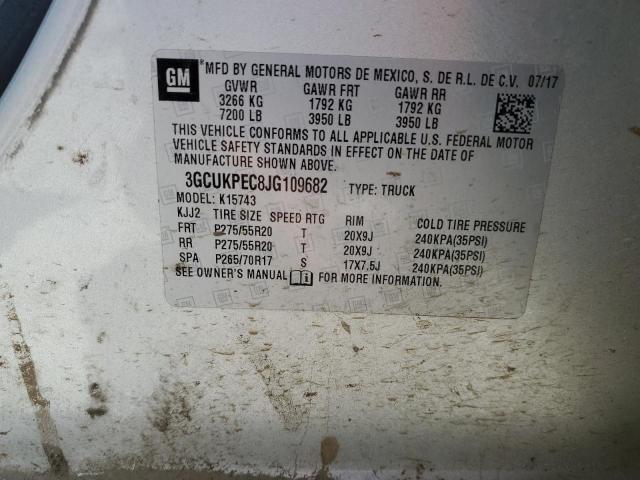 GM
*MFD BY GENERAL MOTORS DE MEXICO, S. DE R.L. DE C.V. 07/17
GVWR GAWR FRT GAWR RR
3266 KG 1792 KG 1792 KG
7200 LB 3950 LB 3950 LB
THIS VEHICLE CONFORMS TO ALL APPLICABLE U.S. FEDERAL MOTOR
VEHICLE SAFETY STANDARDS IN EFFECT ON THE DATE OF
MANUFACTURE SHOWN ABOVE.
3GCUKPEC8JG109682 TYPE: TRUCK
MODEL: K15743
KJJ2 TIRE SIZE SPEED RTG RIM COLD TIRE PRESSURE
FRT P275/55R20 T 20X9J 240KPA(35PSI)
RR P275/55R20 T 20X9J 240KPA(35PSI)
SPA P265/70R17 S 17X7.5J 240KPA(35PSI)
SEE OWNER'S MANUAL FOR MORE INFORMATION.